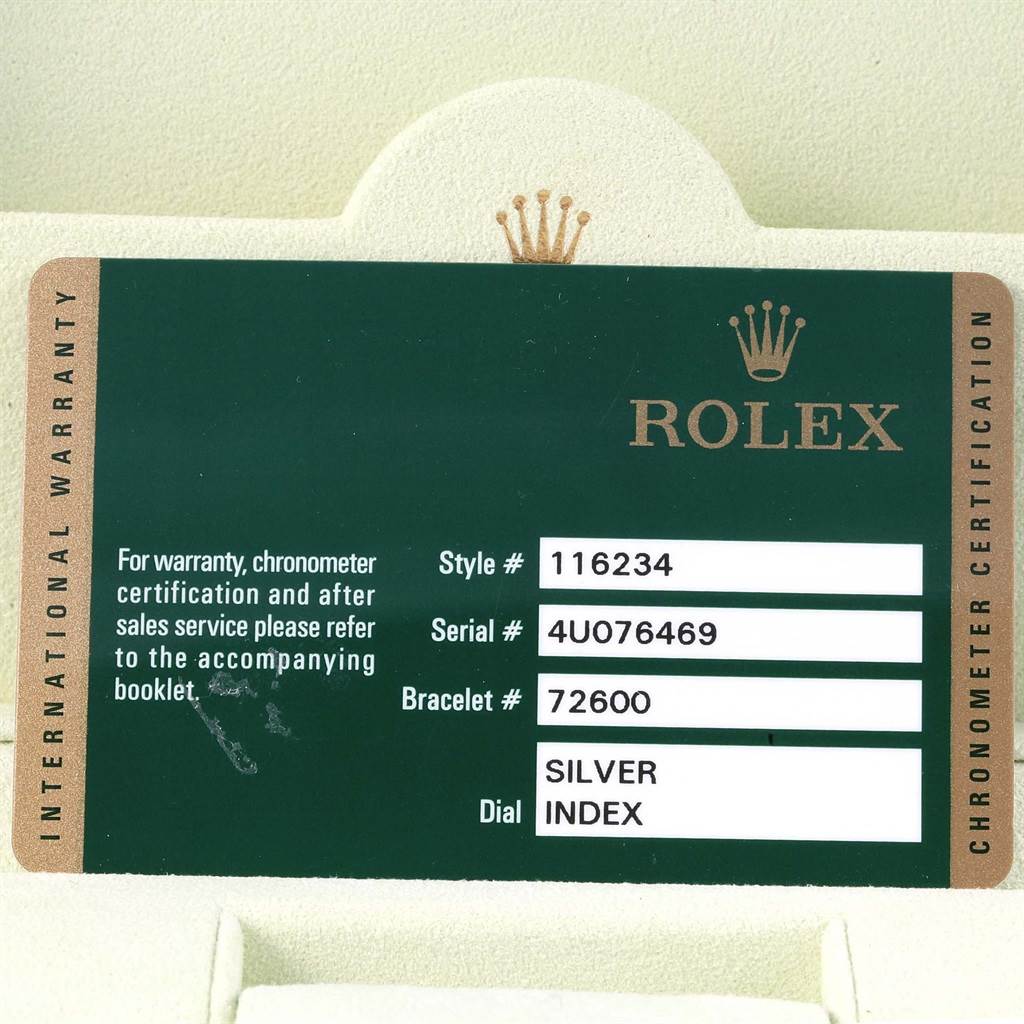 INTERNATIONAL WARRANTY
ROLEX
For warranty, chronometer
certification and after
sales service please refer
to the accompanying
booklet.
Style # 116234
Serial # 4U076469
Bracelet # 72600
SILVER
Dial INDEX
CHRONOMETER CERTIFICATION